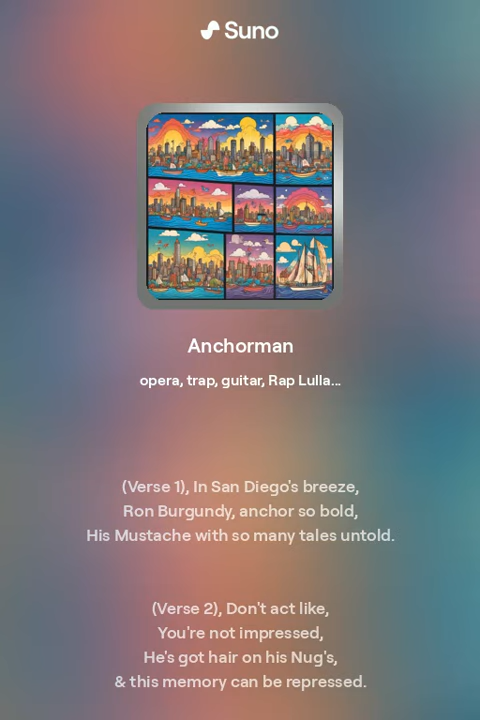 Suno
Anchorman
opera, trap, guitar, Rap Lulla...
(Verse 1), In San Diego's breeze,
Ron Burgundy, anchor so bold,
His Mustache with so many tales untold.
(Verse 2), Don't act like,
You're not impressed,
He's got hair on his Nug's,
& this memory can be repressed.